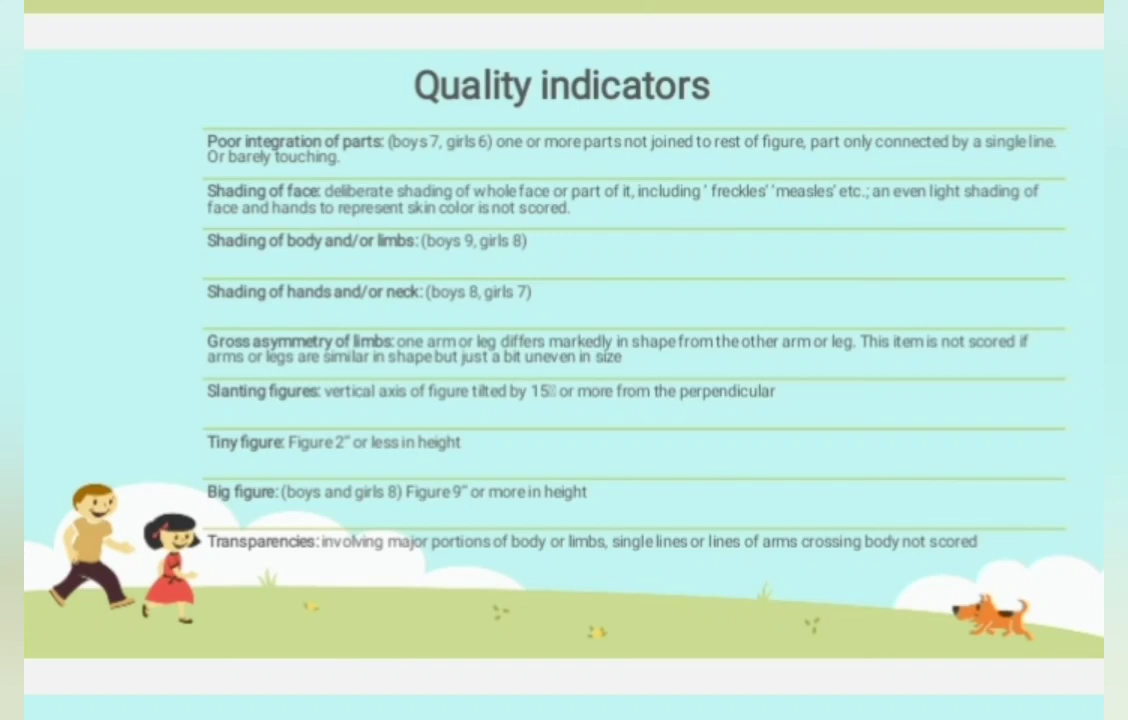 Quality indicators
Poor integration of parts: (boys 7, girls 6) one or more parts not joined to rest of figure, part only connected by a single line.
Or barely touching.
Shading of face: deliberate shading of whole face or part of it, including ' freckles' 'measles' etc.; an even light shading of
face and hands to represent skin color is not scored.
Shading of body and/or limbs: (boys 9, girls 8)
Shading of hands and/or neck: (boys 8, girls 7)
Gross asymmetry of limbs: one arm or leg differs markedly in shape from the other arm or leg. This item is not scored if
arms or legs are similar in shape but just a bit uneven in size
Slanting figures: vertical axis of figure tilted by 15 or more from the perpendicular
Tiny figure: Figure 2" or less in height
Big figure: (boys and girls 8) Figure 9" or more in height
Transparencies: involving major portions of body or limbs, single lines or lines of arms crossing body not scored